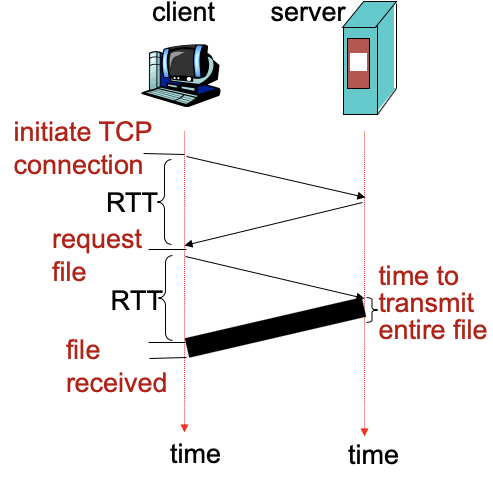 client
server
initiate TCP
connection
RTT
request
file
RTT
time to
transmit
entire file
file
received
time
time